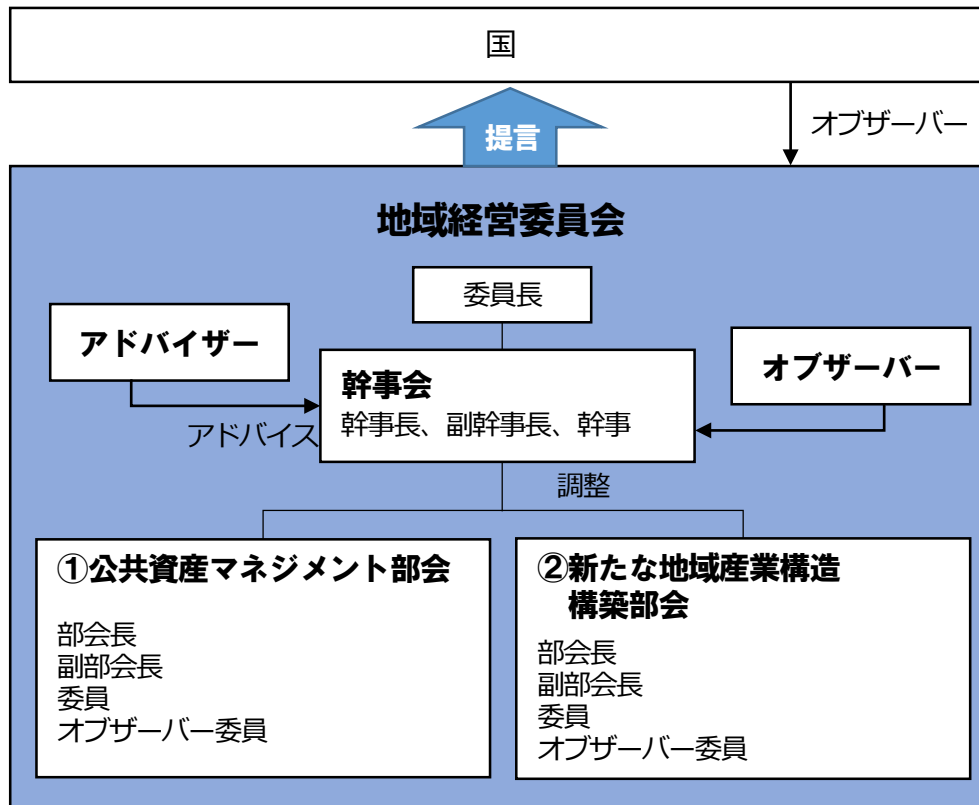 国
提言
オブザーバー
地域経営委員会
委員長
アドバイザー
オブザーバー
幹事会
幹事長、副幹事長、幹事
アドバイス
調整
①公共資産マネジメント部会
部会長
副部会長
委員
オブザーバー委員
②新たな地域産業構造
構築部会
部会長
副部会長
委員
オブザーバー委員